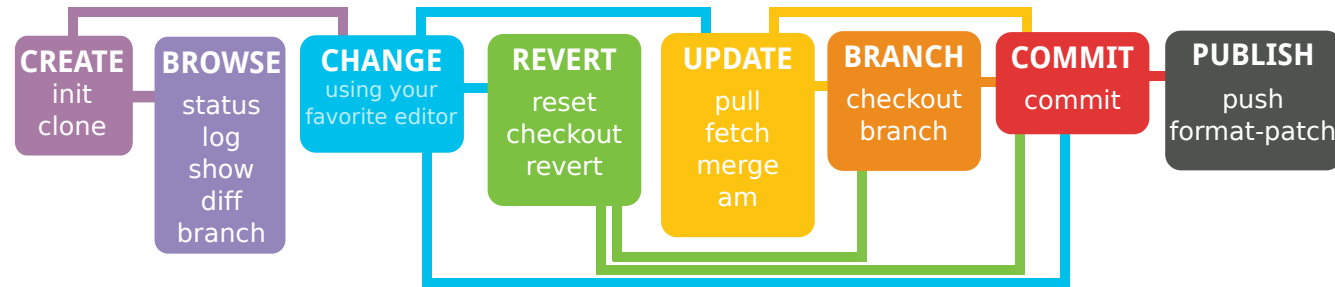 CREATE
init
clone
BROWSE
status
log
show
diff
branch
CHANGE
using your
favorite editor
REVERT
reset
checkout
revert
UPDATE
pull
fetch
merge
am
BRANCH
checkout
branch
COMMIT
commit
PUBLISH
push
format-patch